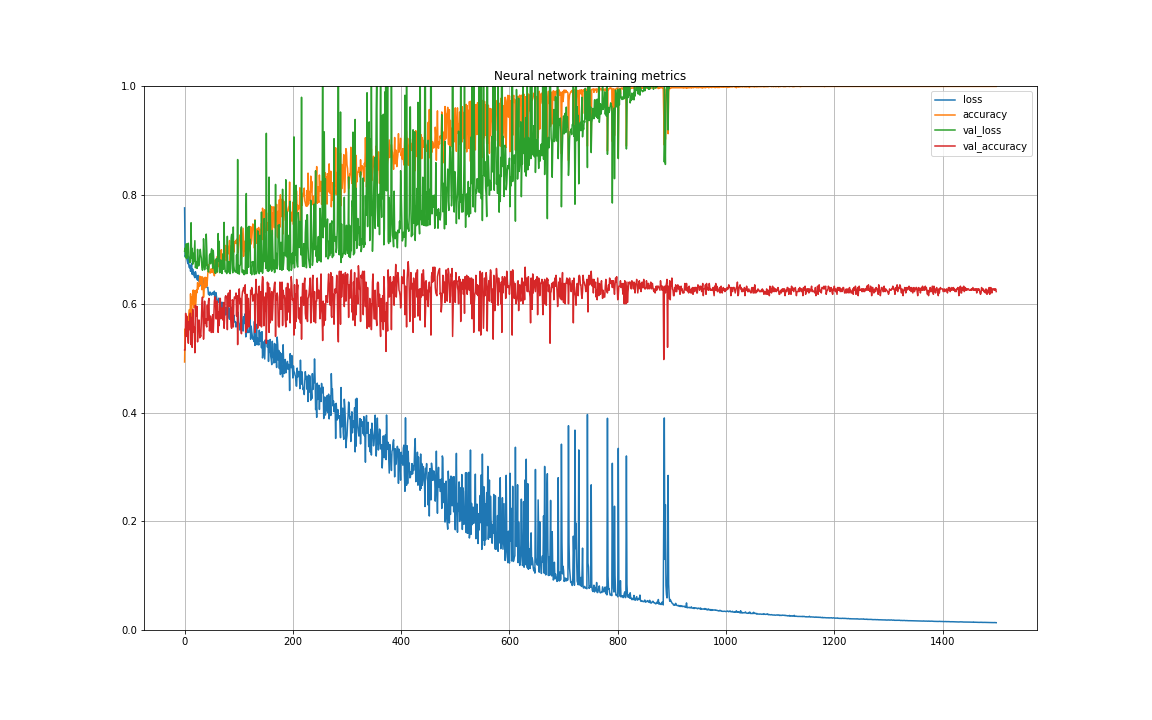 Neural network training metrics
1.0
0.8
0.6
0.4
0.2
0.0
0 200 400 600 800 1000 1200 1400
loss
accuracy
val_loss
val_accuracy